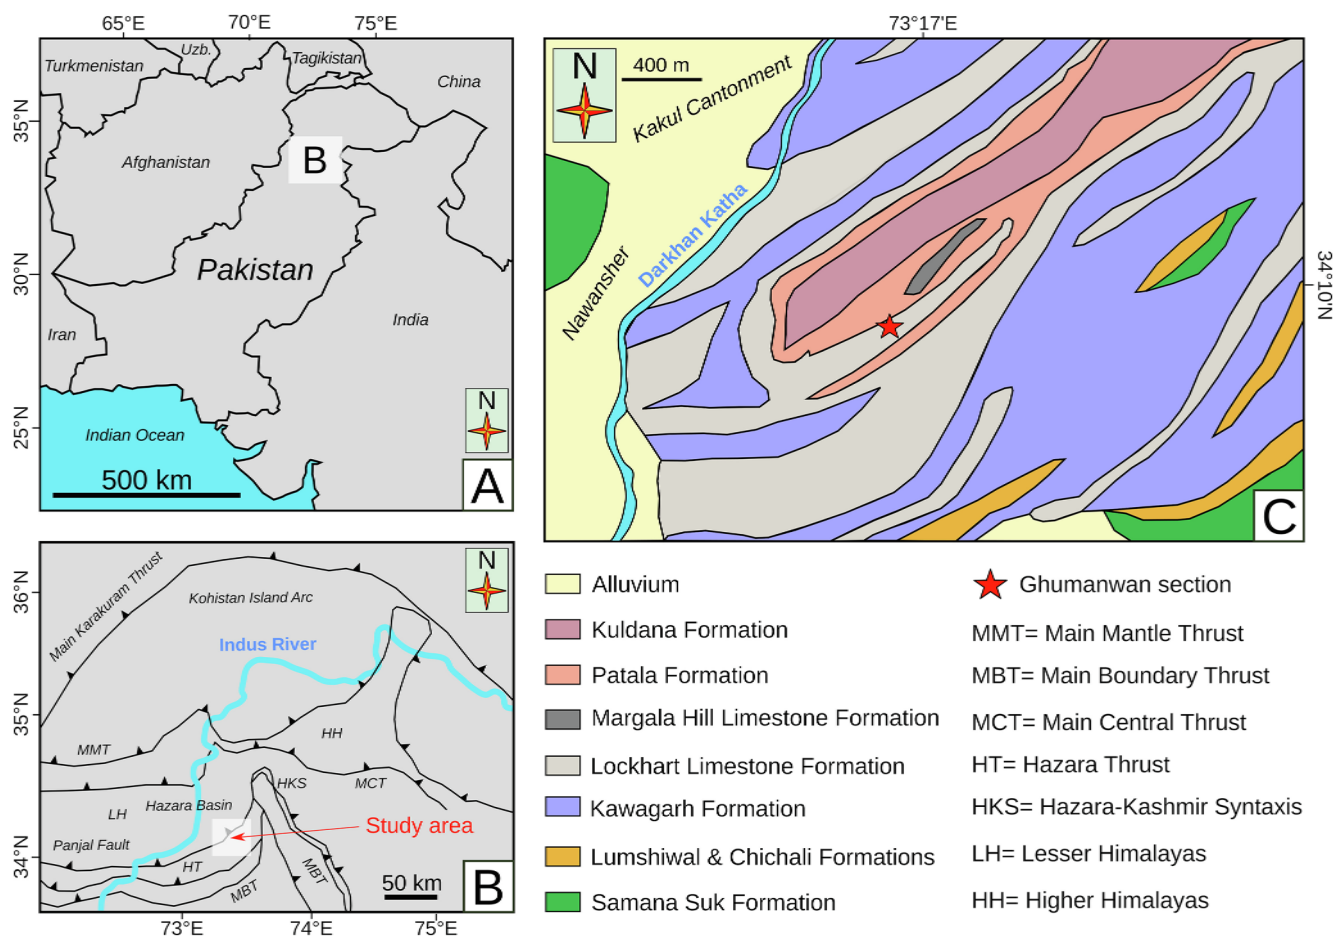 65°E
70°E
75°E
Turkmenistan
Uzb.
Tagikistan
China
35°N
Afghanistan
B
30°N
Pakistan
Iran
India
25°N
Indian Ocean
500 km
N
A
73°17'E
N
400 m
Kakul Cantonment
Darkhan Katha
Nawansher
34°10'N
C
36°N
Main Karakuram Thrust
Kohistan Island Arc
N
Indus River
35°N
MMT
HH
HKS
MCT
LH
Hazara Basin
Study area
Panjal Fault
34°N
HT
MBT
MBT
50 km
B
73°E
74°E
75°E
Alluvium
Kuldana Formation
Patala Formation
Margala Hill Limestone Formation
Lockhart Limestone Formation
Kawagarh Formation
Lumshiwal & Chichali Formations
Samana Suk Formation
Ghumanwan section
MMT= Main Mantle Thrust
MBT= Main Boundary Thrust
MCT= Main Central Thrust
HT= Hazara Thrust
HKS= Hazara-Kashmir Syntaxis
LH= Lesser Himalayas
HH= Higher Himalayas